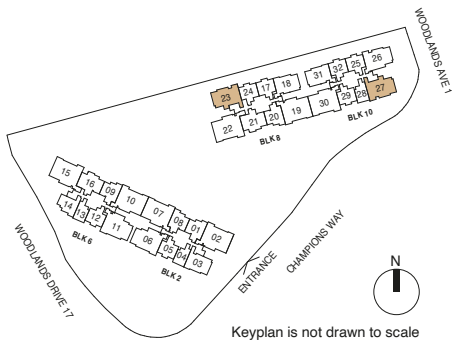 WOODLANDS AVE 1
23 24 17 18 31 32 25 26
22 21 20 19 30 29 28 27
BLK 8
BLK 10
15 16 09 10 07 08 01 02
14 13 12 11 06 05 04 03
BLK 6
BLK 2
WOODLANDS DRIVE 17
ENTRANCE
CHAMPIONS WAY
N
Keyplan is not drawn to scale